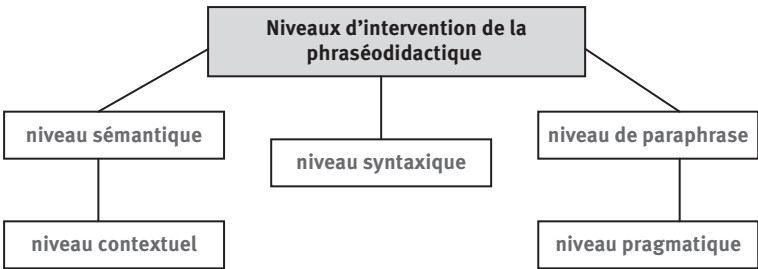 Niveaux d’intervention de la
phraséodidactique
niveau sémantique
niveau syntaxique
niveau de paraphrase
niveau contextuel
niveau pragmatique